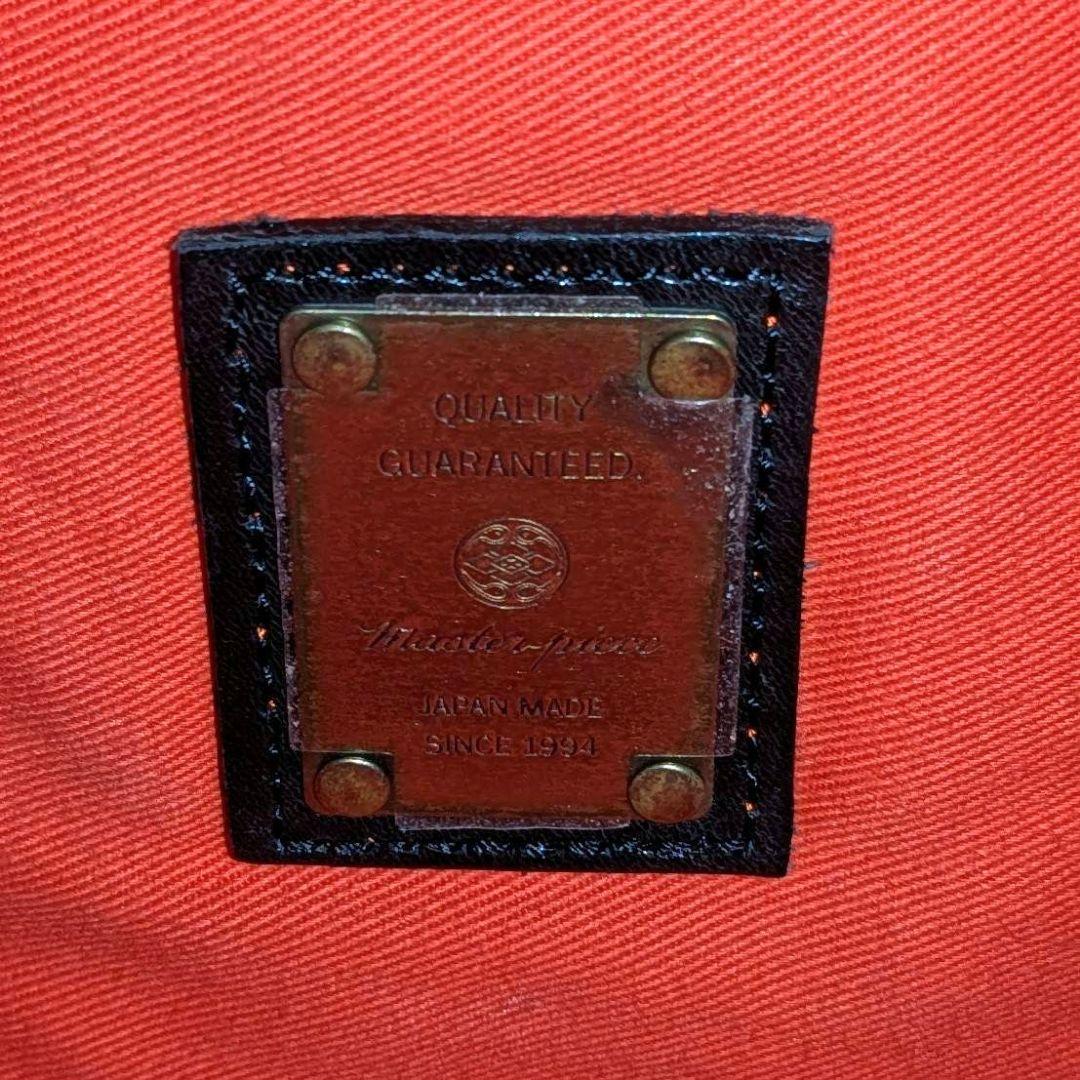 QUALITY
GUARANTEED.
Master-piece
JAPAN MADE
SINCE 1994